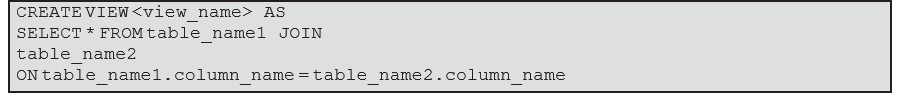 CREATE VIEW <view_name> AS
SELECT * FROM table_name1 JOIN
table_name2
ON table_name1.column_name = table_name2.column_name